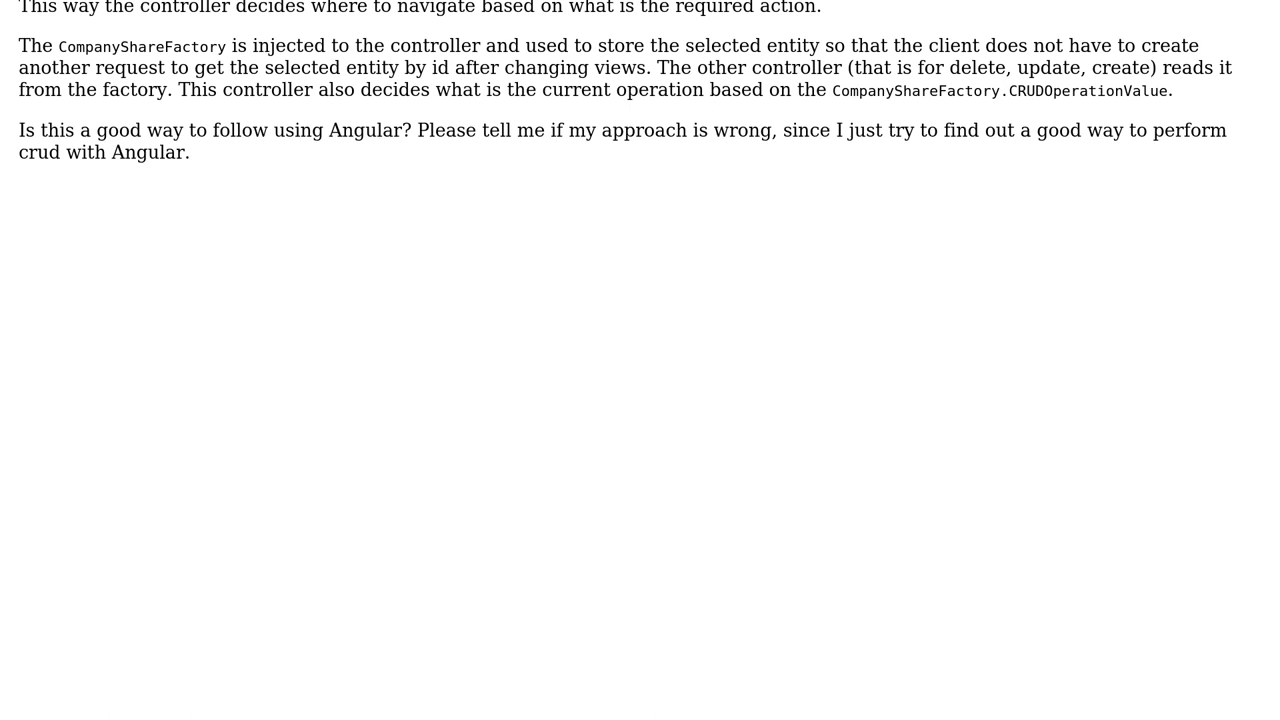 This way the controller decides where to navigate based on what is the required action.
The CompanyShareFactory is injected to the controller and used to store the selected entity so that the client does not have to create
another request to get the selected entity by id after changing views. The other controller (that is for delete, update, create) reads it
from the factory. This controller also decides what is the current operation based on the CompanyShareFactory.CRUDOperationValue.
Is this a good way to follow using Angular? Please tell me if my approach is wrong, since I just try to find out a good way to perform
crud with Angular.